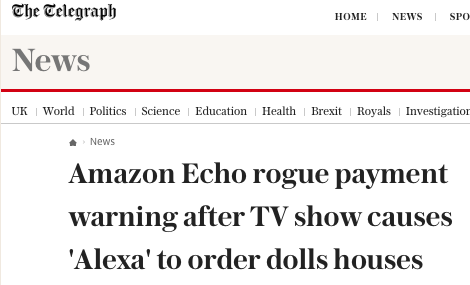 The Telegraph
HOME NEWS SPO
News
UK World Politics Science Education Health Brexit Royals Investigation
News
Amazon Echo rogue payment
warning after TV show causes
'Alexa' to order dolls houses